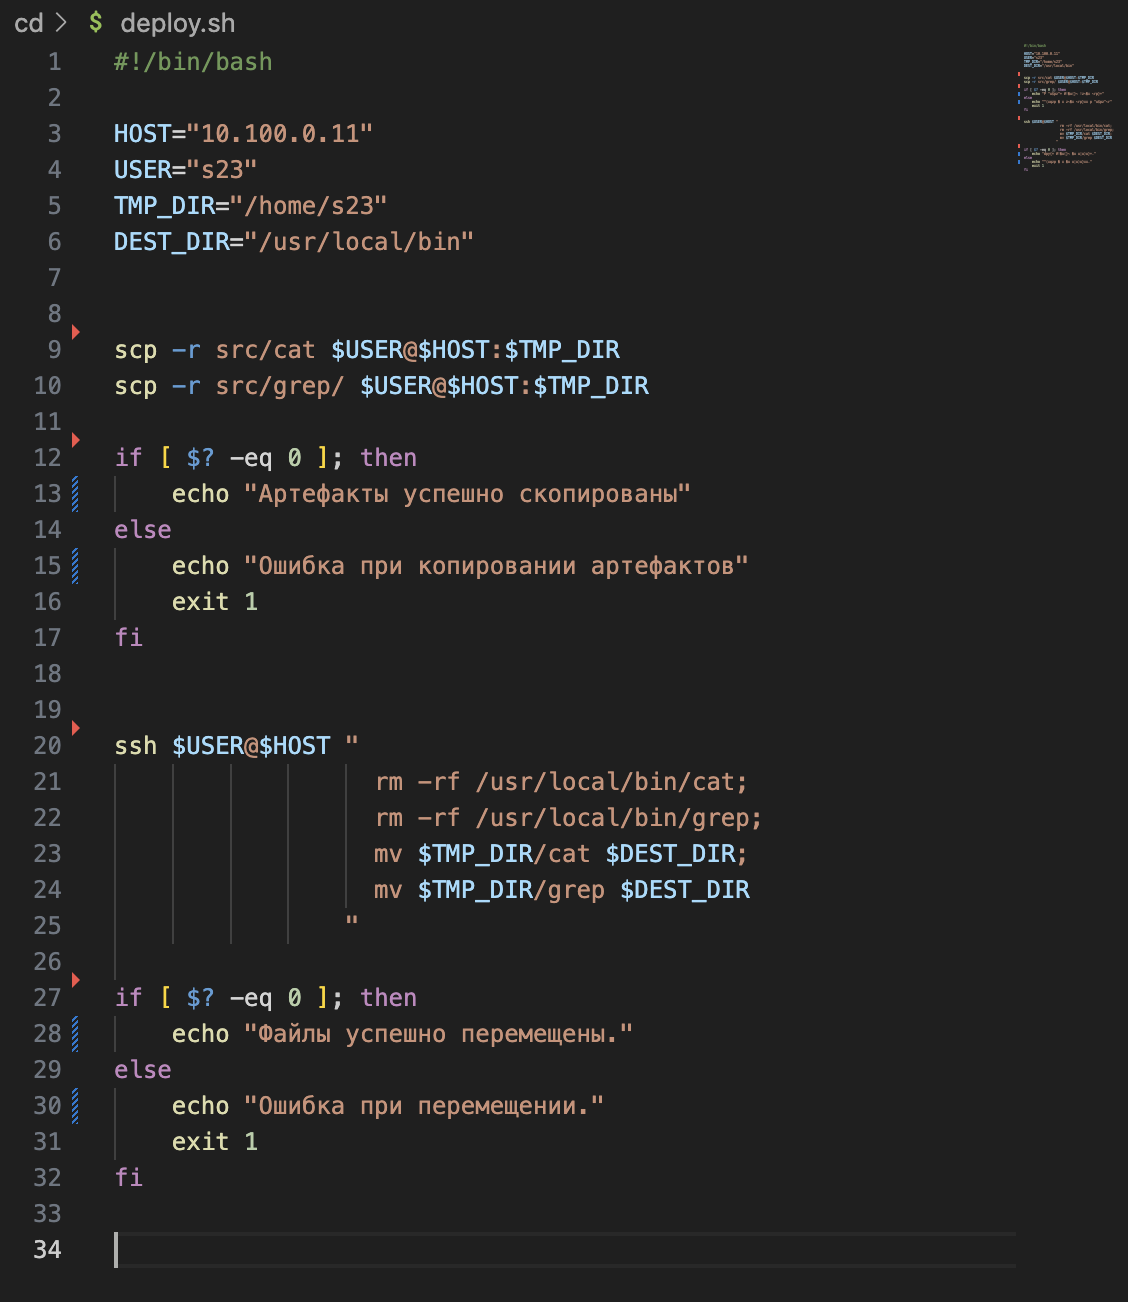 cd > $ deploy.sh
1 #!/bin/bash
2
3 HOST="10.100.0.11"
4 USER="s23"
5 TMP_DIR="/home/s23"
6 DEST_DIR="/usr/local/bin"
7
8
9 scp -r src/cat $USER@$HOST:$TMP_DIR
10 scp -r src/grep/ $USER@$HOST:$TMP_DIR
11
12 if [ $? -eq 0 ]; then
13     echo "Артефакты успешно скопированы"
14 else
15     echo "Ошибка при копировании артефактов"
16     exit 1
17 fi
18
19
20 ssh $USER@$HOST "
21                   rm -rf /usr/local/bin/cat;
22                   rm -rf /usr/local/bin/grep;
23                   mv $TMP_DIR/cat $DEST_DIR;
24                   mv $TMP_DIR/grep $DEST_DIR
25                 "
26
27 if [ $? -eq 0 ]; then
28     echo "Файлы успешно перемещены."
29 else
30     echo "Ошибка при перемещении."
31     exit 1
32 fi
33
34